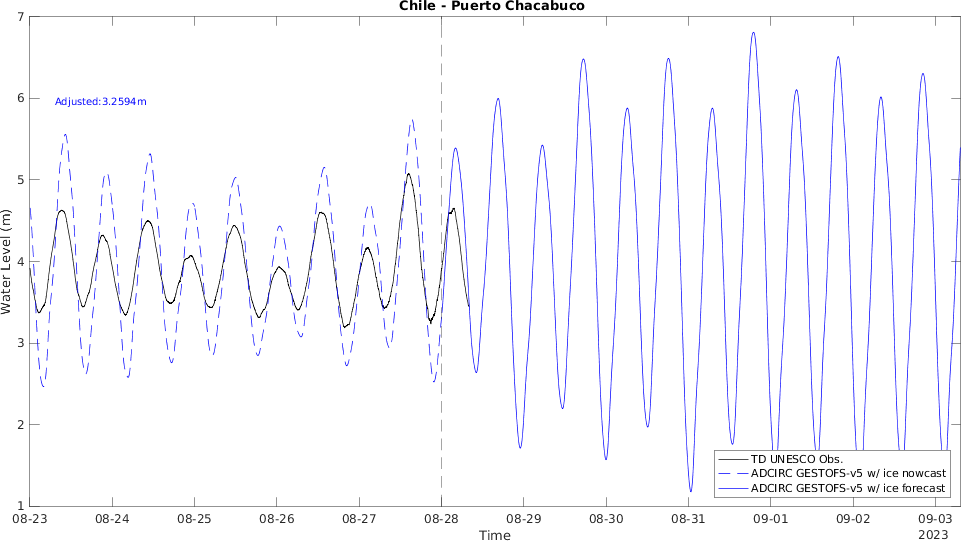 Chile - Puerto Chacabuco
7
6
5
4
3
2
1
Water Level (m)
Adjusted:3.2594m
TD UNESCO Obs.
ADCIRC GESTOFS-v5 w/ ice nowcast
ADCIRC GESTOFS-v5 w/ ice forecast
08-23 08-24 08-25 08-26 08-27 08-28 08-29 08-30 08-31 09-01 09-02 09-03
Time
2023